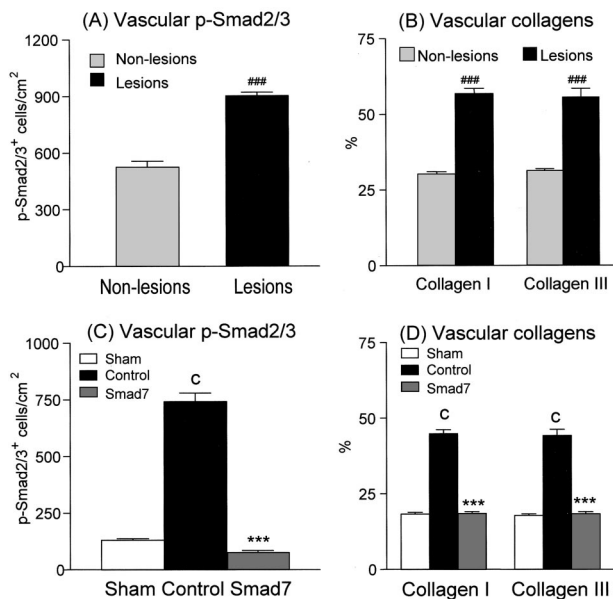 (A) Vascular p-Smad2/3
p-Smad2/3+ cells/cm2
1200
900
600
300
0
Non-lesions
Lesions
###
Non-lesions Lesions
(B) Vascular collagens
%
75
50
25
0
Non-lesions Lesions
### ###
Collagen I Collagen III
(C) Vascular p-Smad2/3
p-Smad2/3+ cells/cm2
1000
750
500
250
0
Sham
Control
Smad7
C
***
Sham Control Smad7
(D) Vascular collagens
%
75
50
25
0
Sham
Control
Smad7
C C
*** ***
Collagen I Collagen III